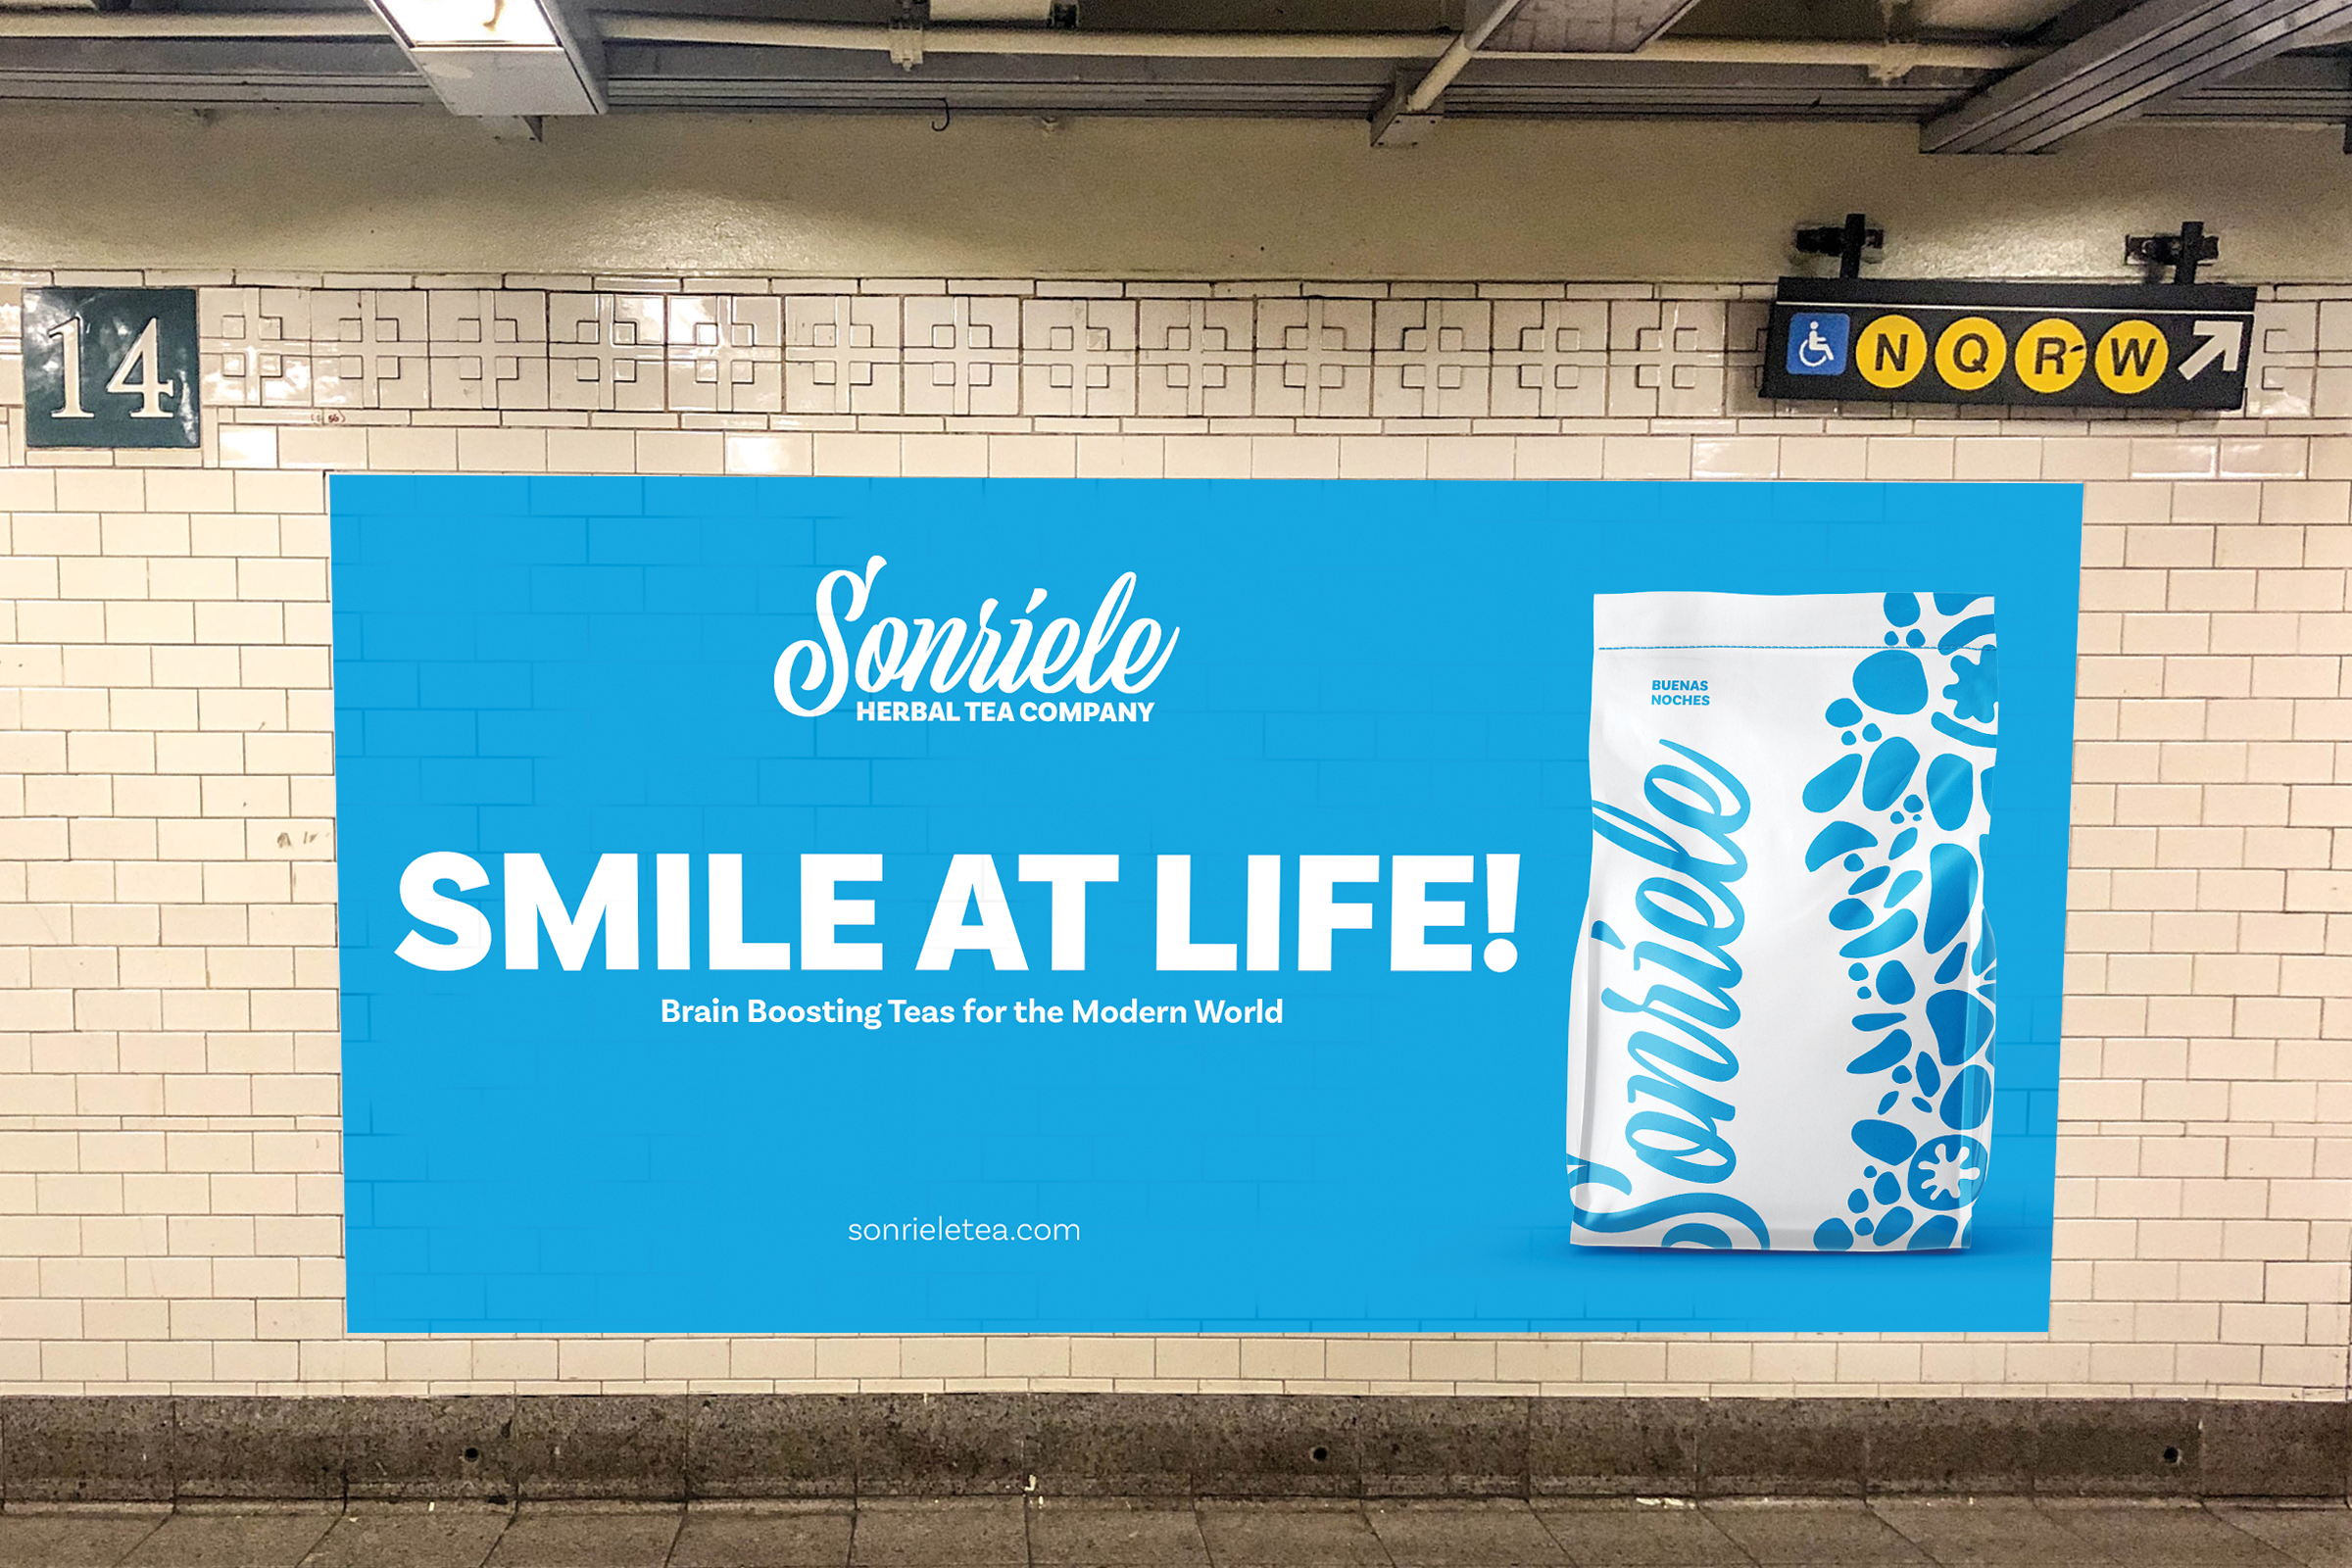 14
N Q R W
Sonríele
HERBAL TEA COMPANY
SMILE AT LIFE!
Brain Boosting Teas for the Modern World
sonrieletea.com
BUENAS
NOCHES
Sonríele